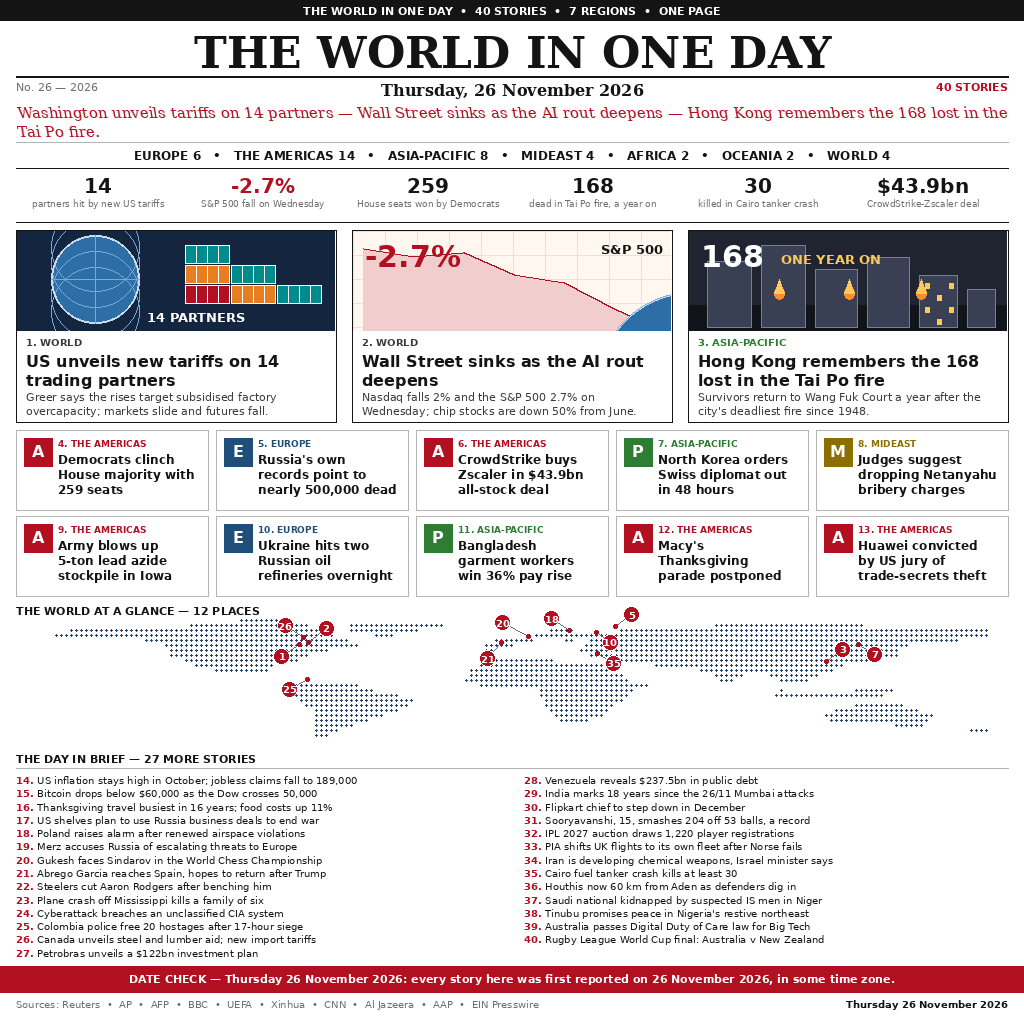 THE WORLD IN ONE DAY • 40 STORIES • 7 REGIONS • ONE PAGE
THE WORLD IN ONE DAY
No. 26 — 2026
Thursday, 26 November 2026
40 STORIES
Washington unveils tariffs on 14 partners — Wall Street sinks as the AI rout deepens — Hong Kong remembers the 168 lost in the
Tai Po fire.
EUROPE 6 • THE AMERICAS 14 • ASIA-PACIFIC 8 • MIDEAST 4 • AFRICA 2 • OCEANIA 2 • WORLD 4
14
partners hit by new US tariffs
-2.7%
S&P 500 fall on Wednesday
259
House seats won by Democrats
168
dead in Tai Po fire, a year on
30
killed in Cairo tanker crash
$43.9bn
CrowdStrike-Zscaler deal
14 PARTNERS
1. WORLD
US unveils new tariffs on 14
trading partners
Greer says the rises target subsidised factory
overcapacity; markets slide and futures fall.
-2.7%
S&P 500
2. WORLD
Wall Street sinks as the AI rout
deepens
Nasdaq falls 2% and the S&P 500 2.7% on
Wednesday; chip stocks are down 50% from June.
168
ONE YEAR ON
3. ASIA-PACIFIC
Hong Kong remembers the 168
lost in the Tai Po fire
Survivors return to Wang Fuk Court a year after the
city's deadliest fire since 1948.
A
4. THE AMERICAS
Democrats clinch
House majority with
259 seats
E
5. EUROPE
Russia's own
records point to
nearly 500,000 dead
A
6. THE AMERICAS
CrowdStrike buys
Zscaler in $43.9bn
all-stock deal
P
7. ASIA-PACIFIC
North Korea orders
Swiss diplomat out
in 48 hours
M
8. MIDEAST
Judges suggest
dropping Netanyahu
bribery charges
A
9. THE AMERICAS
Army blows up
5-ton lead azide
stockpile in Iowa
E
10. EUROPE
Ukraine hits two
Russian oil
refineries overnight
P
11. ASIA-PACIFIC
Bangladesh
garment workers
win 36% pay rise
A
12. THE AMERICAS
Macy's
Thanksgiving
parade postponed
A
13. THE AMERICAS
Huawei convicted
by US jury of
trade-secrets theft
THE WORLD AT A GLANCE — 12 PLACES
26
2
1
25
20
18
5
21
10
35
3
7
THE DAY IN BRIEF — 27 MORE STORIES
14. US inflation stays high in October; jobless claims fall to 189,000
15. Bitcoin drops below $60,000 as the Dow crosses 50,000
16. Thanksgiving travel busiest in 16 years; food costs up 11%
17. US shelves plan to use Russia business deals to end war
18. Poland raises alarm after renewed airspace violations
19. Merz accuses Russia of escalating threats to Europe
20. Gukesh faces Sindarov in the World Chess Championship
21. Abrego Garcia reaches Spain, hopes to return after Trump
22. Steelers cut Aaron Rodgers after benching him
23. Plane crash off Mississippi kills a family of six
24. Cyberattack breaches an unclassified CIA system
25. Colombia police free 20 hostages after 17-hour siege
26. Canada unveils steel and lumber aid; new import tariffs
27. Petrobras unveils a $122bn investment plan
28. Venezuela reveals $237.5bn in public debt
29. India marks 18 years since the 26/11 Mumbai attacks
30. Flipkart chief to step down in December
31. Sooryavanshi, 15, smashes 204 off 53 balls, a record
32. IPL 2027 auction draws 1,220 player registrations
33. PIA shifts UK flights to its own fleet after Norse fails
34. Iran is developing chemical weapons, Israel minister says
35. Cairo fuel tanker crash kills at least 30
36. Houthis now 60 km from Aden as defenders dig in
37. Saudi national kidnapped by suspected IS men in Niger
38. Tinubu promises peace in Nigeria's restive northeast
39. Australia passes Digital Duty of Care law for Big Tech
40. Rugby League World Cup final: Australia v New Zealand
DATE CHECK — Thursday 26 November 2026: every story here was first reported on 26 November 2026, in some time zone.
Sources: Reuters • AP • AFP • BBC • UEFA • Xinhua • CNN • Al Jazeera • AAP • EIN Presswire
Thursday 26 November 2026